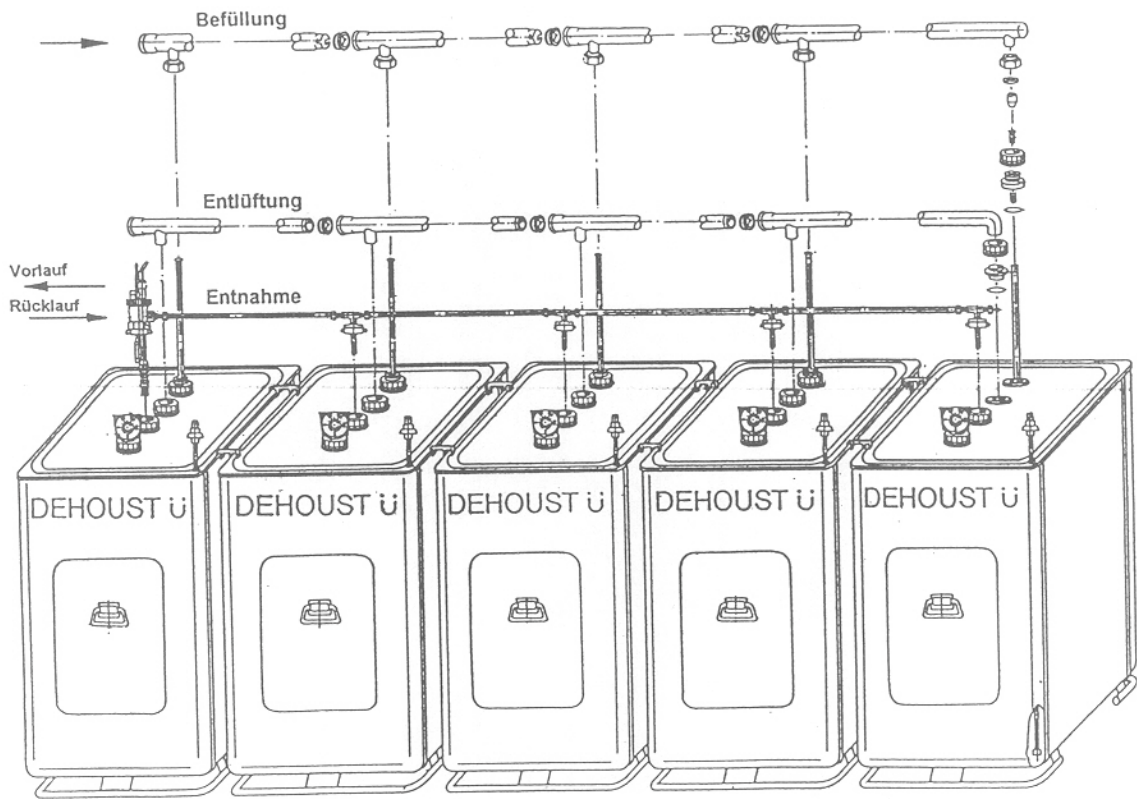 Befüllung
Entlüftung
Vorlauf
Entnahme
Rücklauf
DEHOUST Ü
DEHOUST Ü
DEHOUST Ü
DEHOUST Ü
DEHOUST Ü